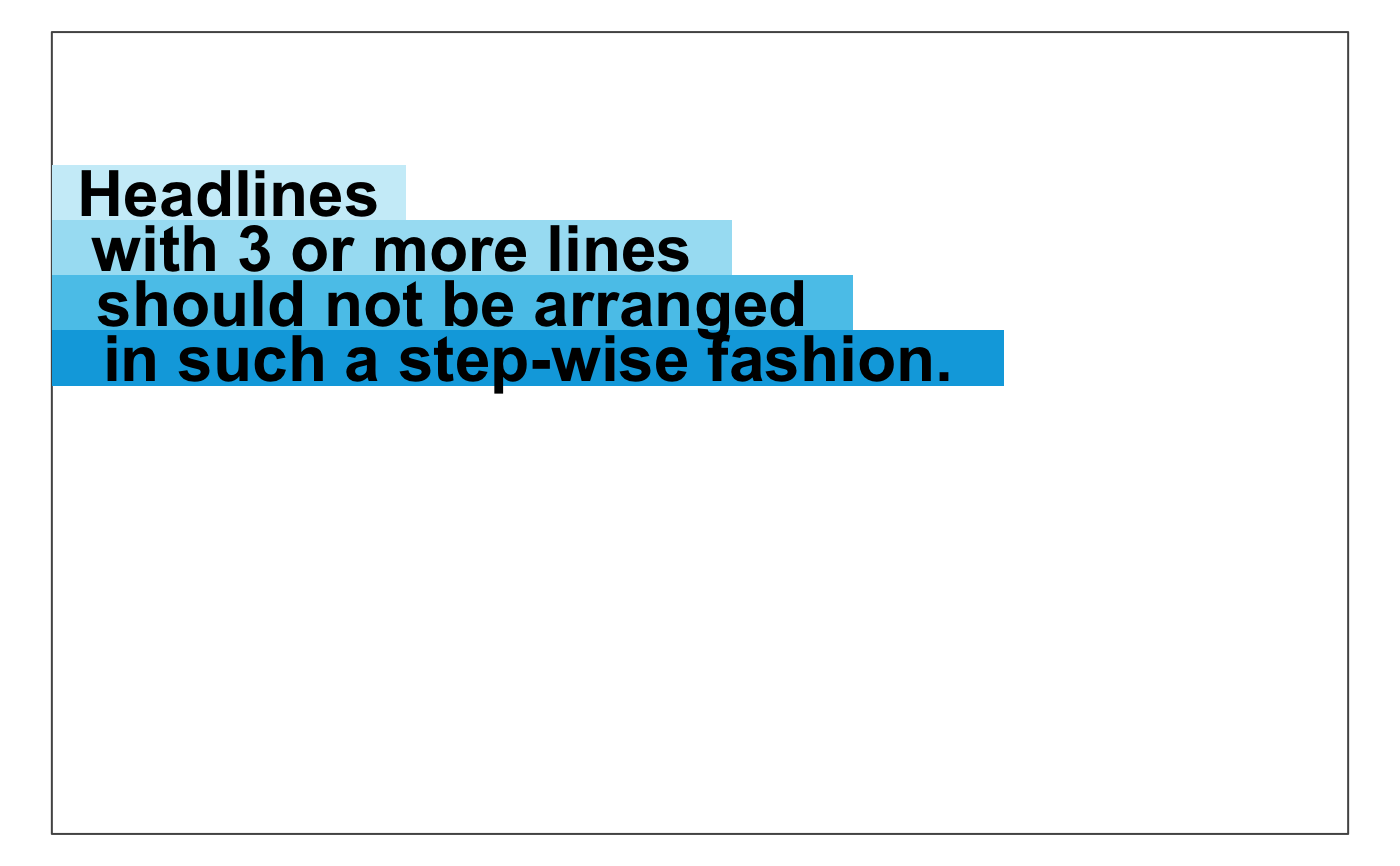 Headlines
with 3 or more lines
should not be arranged
in such a step-wise fashion.